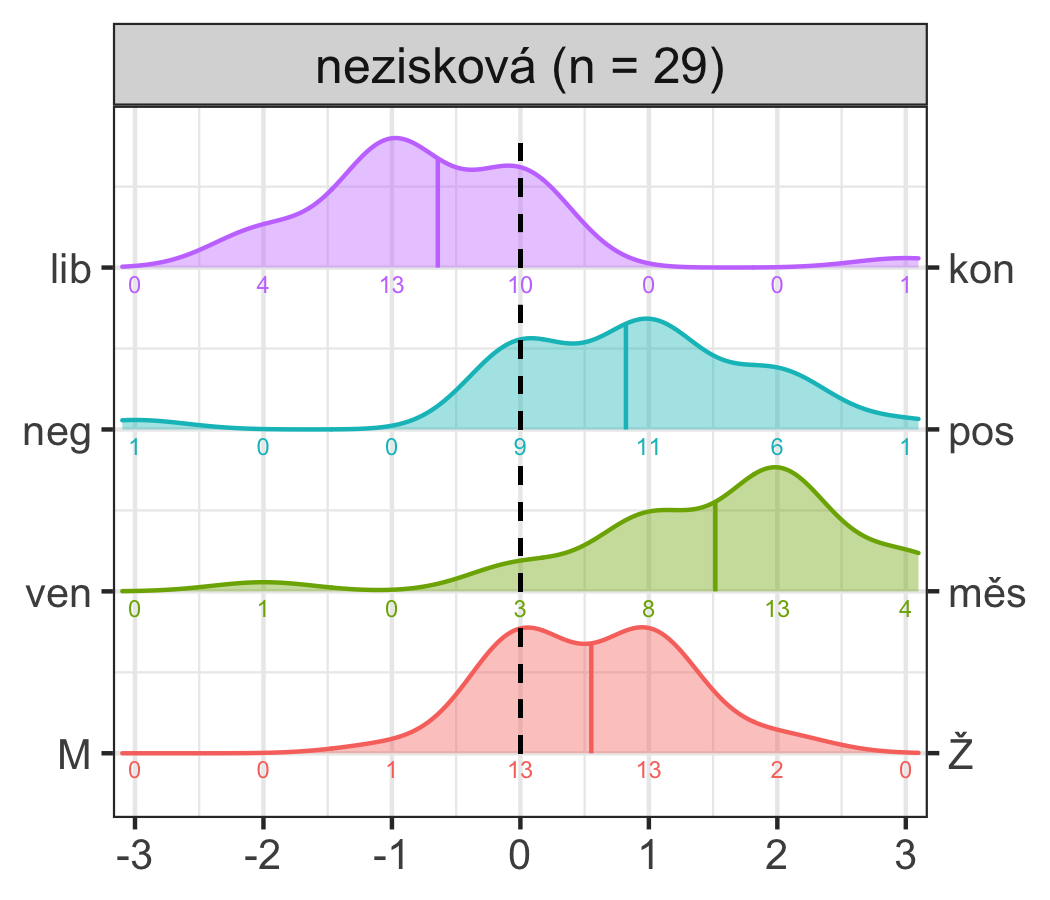 nezisková (n = 29)
lib kon
0 4 13 10 0 0 1
neg pos
1 0 0 9 11 6 1
ven měs
0 1 0 3 8 13 4
M Ž
0 0 1 13 13 2 0
-3 -2 -1 0 1 2 3